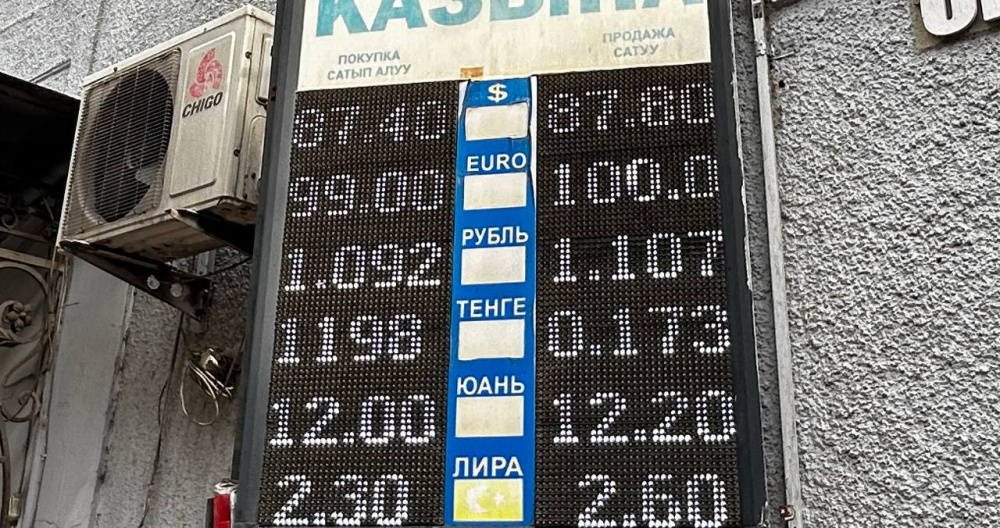 КАЗЫНА
ПОКУПКА
САТЫП АЛУУ
ПРОДАЖА
САТУУ
CHIGO
87.40 $ 87.80
99.00 EURO 100.0
1.092 РУБЛЬ 1.107
1198 ТЕНГЕ 0.173
12.00 ЮАНЬ 12.20
2.30 ЛИРА 2.60